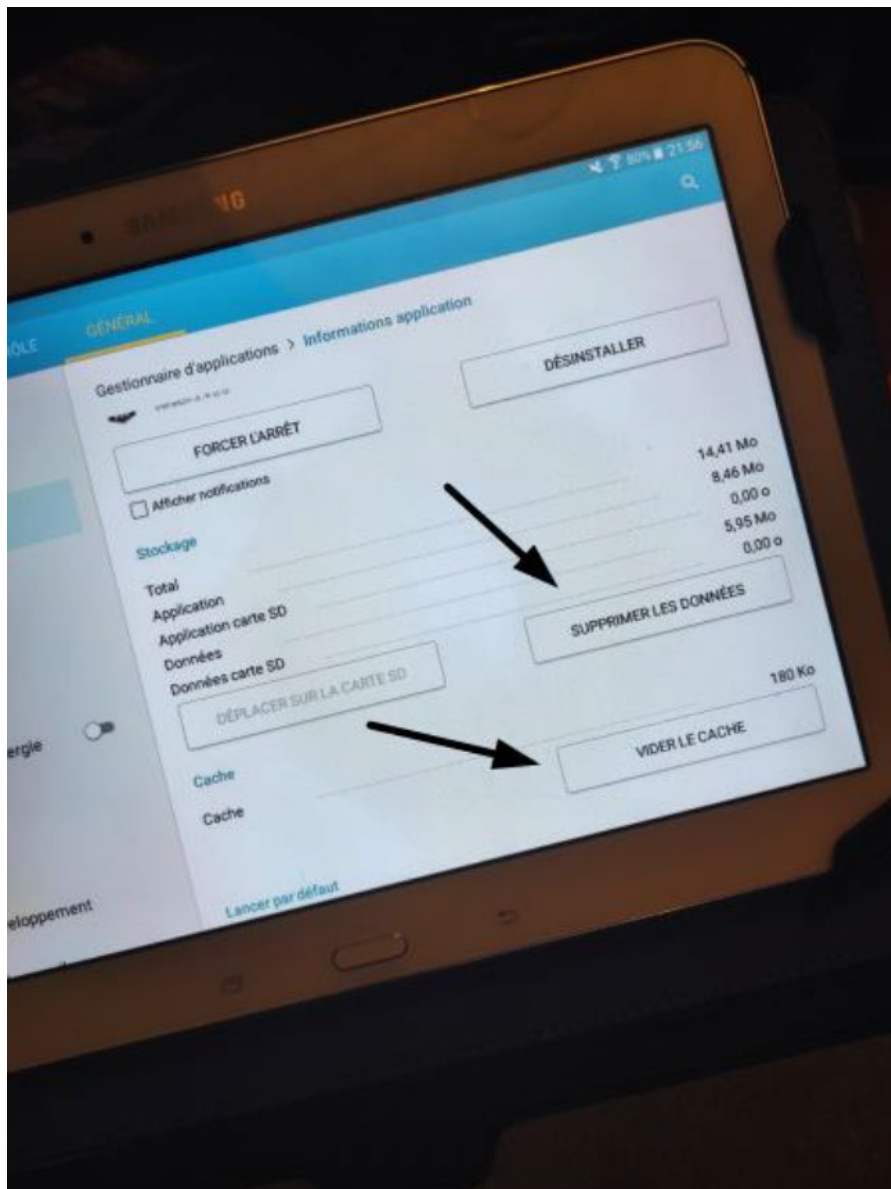 SAMSUNG
80% 21:56
GÉNÉRAL
Gestionnaire d'applications > Informations application
FORCER L'ARRÊT
DÉSINSTALLER
Afficher notifications
Stockage
Total 14,41 Mo
Application 8,46 Mo
Application carte SD 0,00 o
Données 5,95 Mo
Données carte SD 0,00 o
DÉPLACER SUR LA CARTE SD
SUPPRIMER LES DONNÉES
Cache
Cache 180 Ko
VIDER LE CACHE
Lancer par défaut
ergie
eloppement